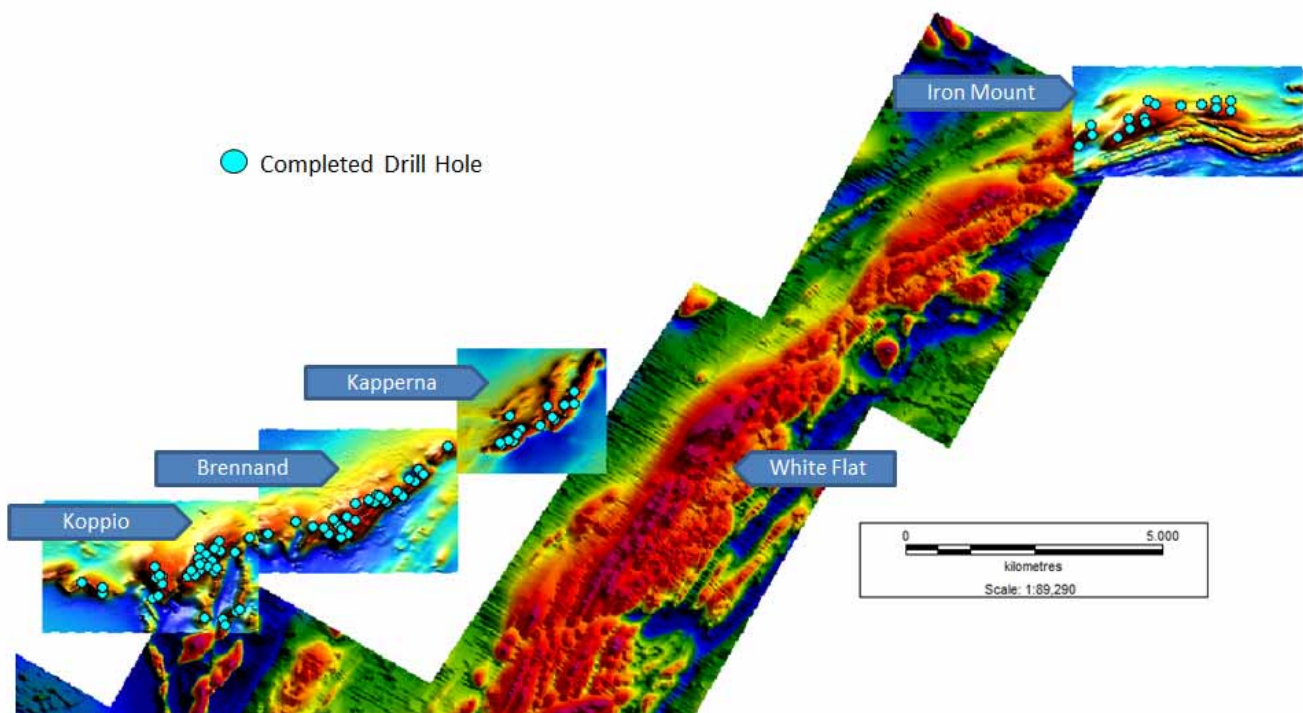 Iron Mount
Completed Drill Hole
Kapperna
Brennand
White Flat
Koppio
0 5.000
kilometres
Scale: 1:89,290